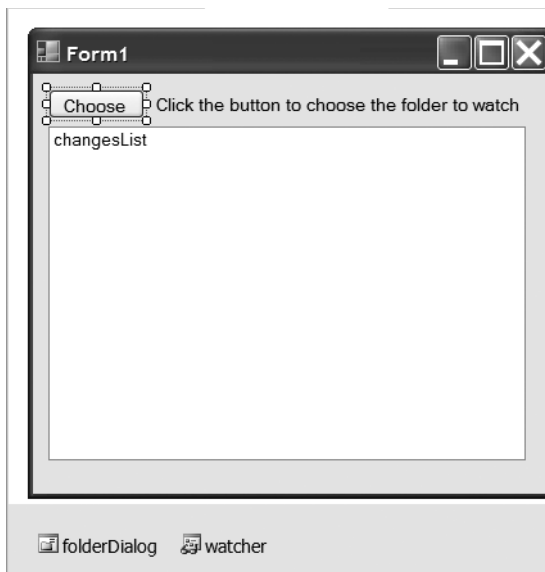 Form1
Choose Click the button to choose the folder to watch
changesList
folderDialog watcher